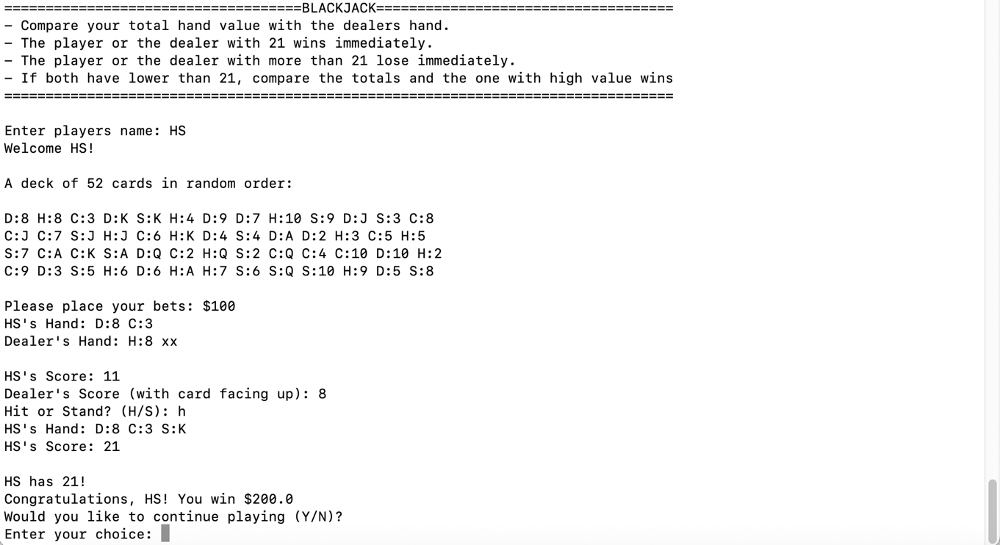 ====================================BLACKJACK====================================
- Compare your total hand value with the dealers hand.
- The player or the dealer with 21 wins immediately.
- The player or the dealer with more than 21 lose immediately.
- If both have lower than 21, compare the totals and the one with high value wins
=================================================================================
Enter players name: HS
Welcome HS!
A deck of 52 cards in random order:
D:8 H:8 C:3 D:K S:K H:4 D:9 D:7 H:10 S:9 D:J S:3 C:8
C:J C:7 S:J H:J C:6 H:K D:4 S:4 D:A D:2 H:3 C:5 H:5
S:7 C:A C:K S:A D:Q C:2 H:Q S:2 C:Q C:4 C:10 D:10 H:2
C:9 D:3 S:5 H:6 D:6 H:A H:7 S:6 S:Q S:10 H:9 D:5 S:8
Please place your bets: $100
HS's Hand: D:8 C:3
Dealer's Hand: H:8 xx
HS's Score: 11
Dealer's Score (with card facing up): 8
Hit or Stand? (H/S): h
HS's Hand: D:8 C:3 S:K
HS's Score: 21
HS has 21!
Congratulations, HS! You win $200.0
Would you like to continue playing (Y/N)?
Enter your choice: